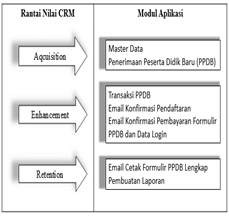 Rantai Nilai CRM
Modul Aplikasi
Aqcuisition
Master Data
Penerimaan Peserta Didik Baru (PPDB)
Enhancement
Transaksi PPDB
Email Konfirmasi Pendaftaran
Email Konfirmasi Pembayaran Formulir
PPDB dan Data Login
Retention
Email Cetak Formulir PPDB Lengkap
Pembuatan Laporan